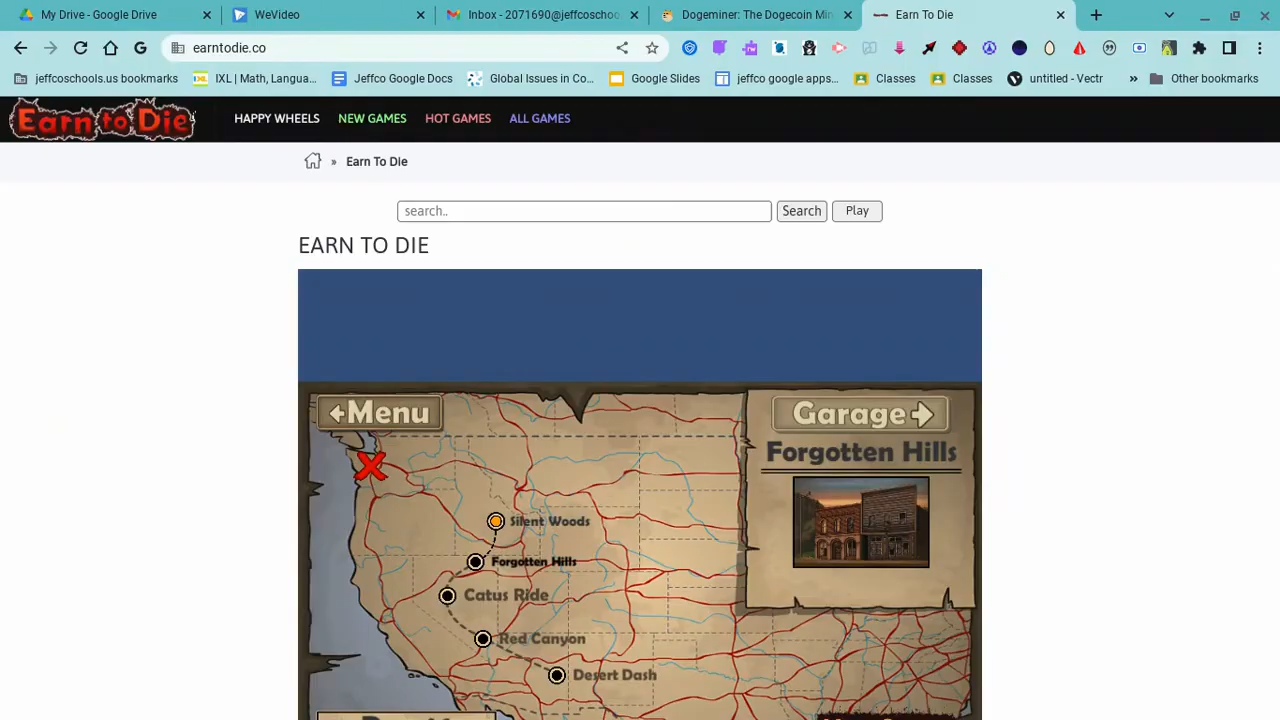 My Drive - Google Drive
WeVideo
Inbox - 2071690@jeffcoschoo
Dogeminer: The Dogecoin Min
Earn To Die
earntodie.co
jeffcoschools.us bookmarks
IXL | Math, Langua...
Jeffco Google Docs
Global Issues in Co...
Google Slides
jeffco google apps...
Classes
Classes
untitled - Vectr
»
Other bookmarks
Earn to Die
HAPPY WHEELS
NEW GAMES
HOT GAMES
ALL GAMES
» Earn To Die
search..
Search
Play
EARN TO DIE
Menu
Garage
Forgotten Hills
Silent Woods
Forgotten Hills
Catus Ride
Red Canyon
Desert Dash